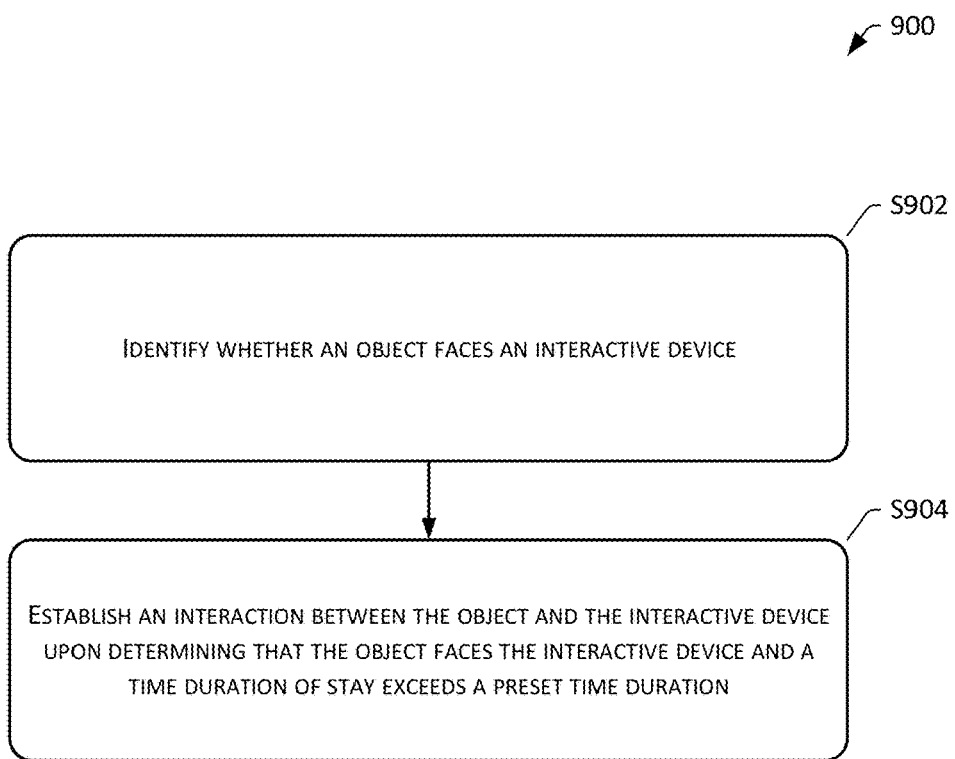 900
S902
IDENTIFY WHETHER AN OBJECT FACES AN INTERACTIVE DEVICE
S904
ESTABLISH AN INTERACTION BETWEEN THE OBJECT AND THE INTERACTIVE DEVICE
UPON DETERMINING THAT THE OBJECT FACES THE INTERACTIVE DEVICE AND A
TIME DURATION OF STAY EXCEEDS A PRESET TIME DURATION